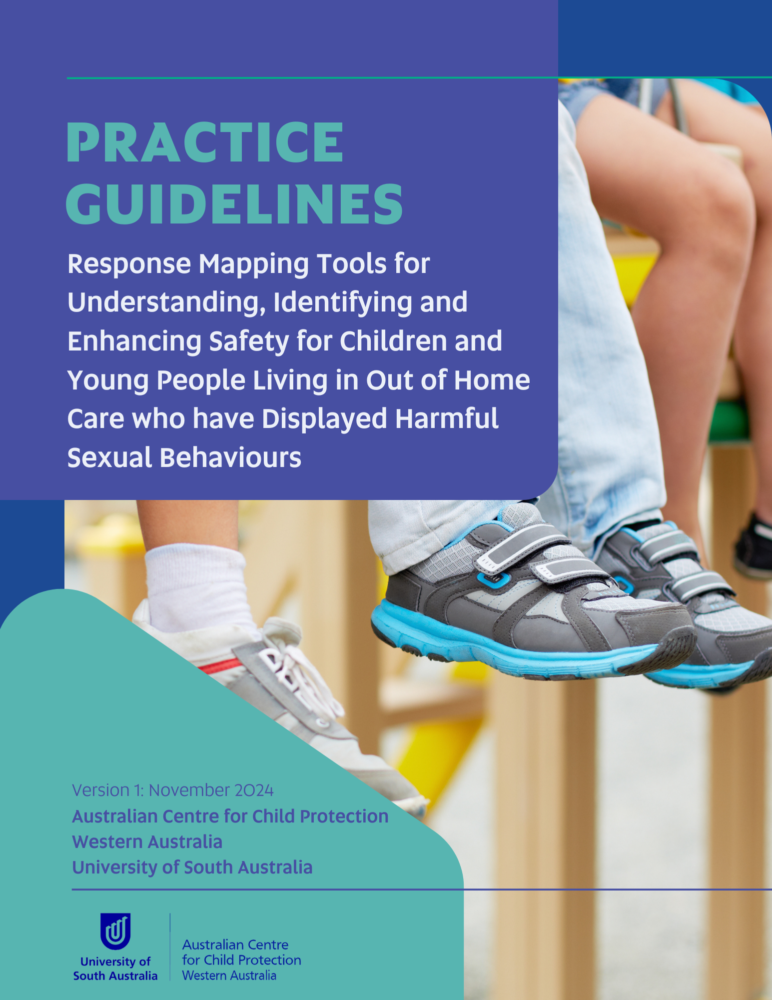 PRACTICE
GUIDELINES
Response Mapping Tools for
Understanding, Identifying and
Enhancing Safety for Children and
Young People Living in Out of Home
Care who have Displayed Harmful
Sexual Behaviours
Version 1: November 2024
Australian Centre for Child Protection
Western Australia
University of South Australia
University of
South Australia
Australian Centre
for Child Protection
Western Australia